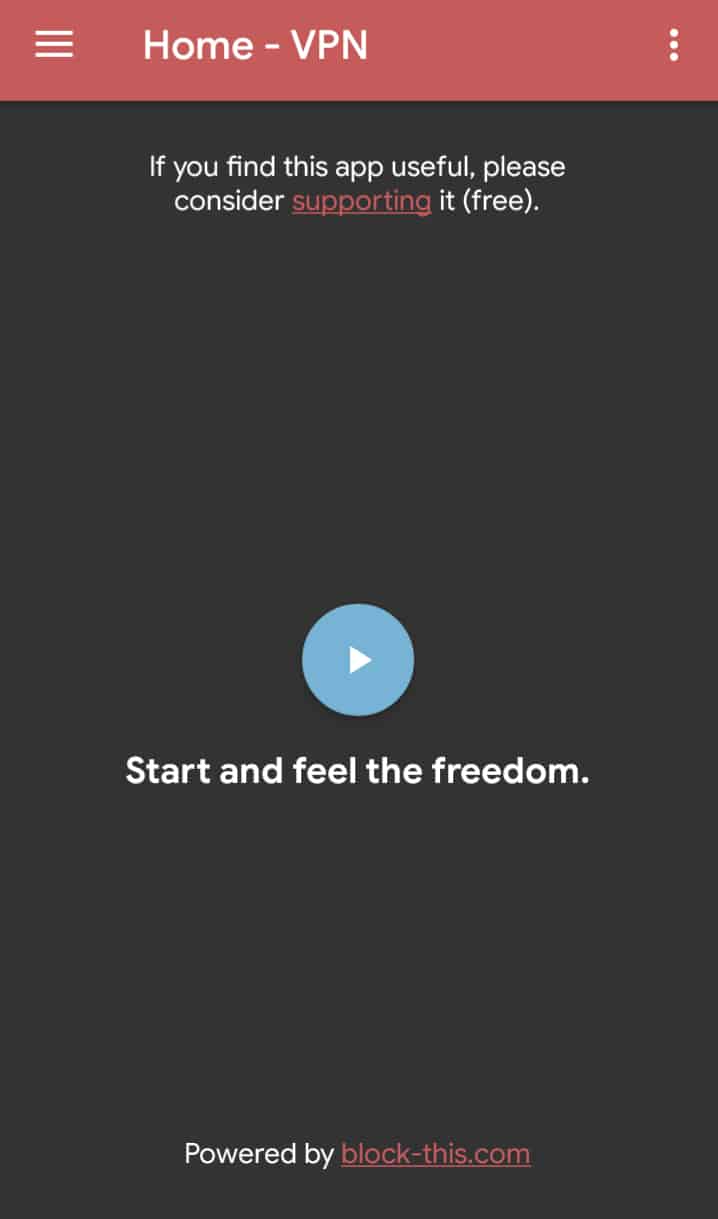 Home - VPN
If you find this app useful, please
consider supporting it (free).
Start and feel the freedom.
Powered by block-this.com